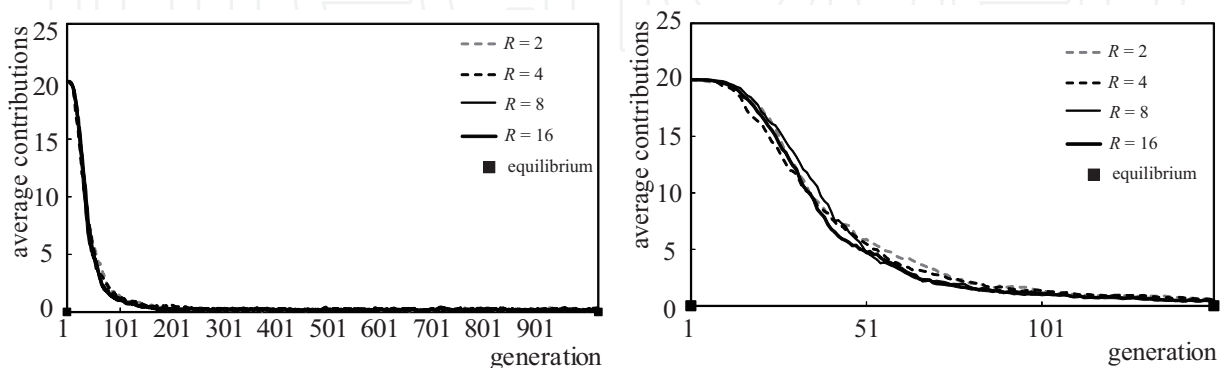 average contributions
25
20
15
10
5
0
1 101 201 301 401 501 601 701 801 901
generation
R = 2
R = 4
R = 8
R = 16
equilibrium
average contributions
25
20
15
10
5
0
1 51 101
generation
R = 2
R = 4
R = 8
R = 16
equilibrium